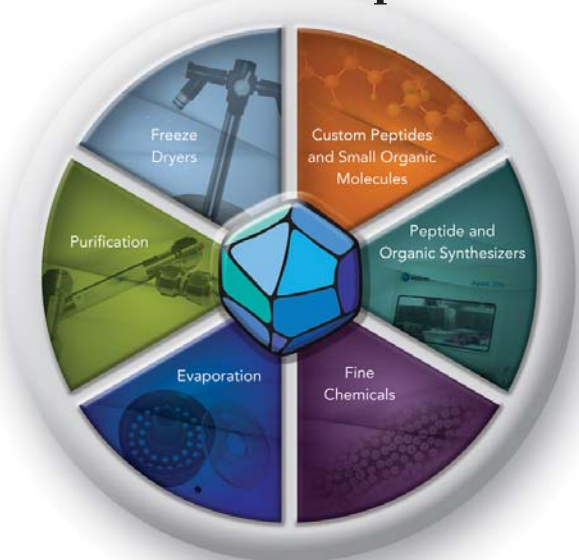 Freeze
Dryers
Custom Peptides
and Small Organic
Molecules
Peptide and
Organic Synthesizers
Fine
Chemicals
Evaporation
Purification